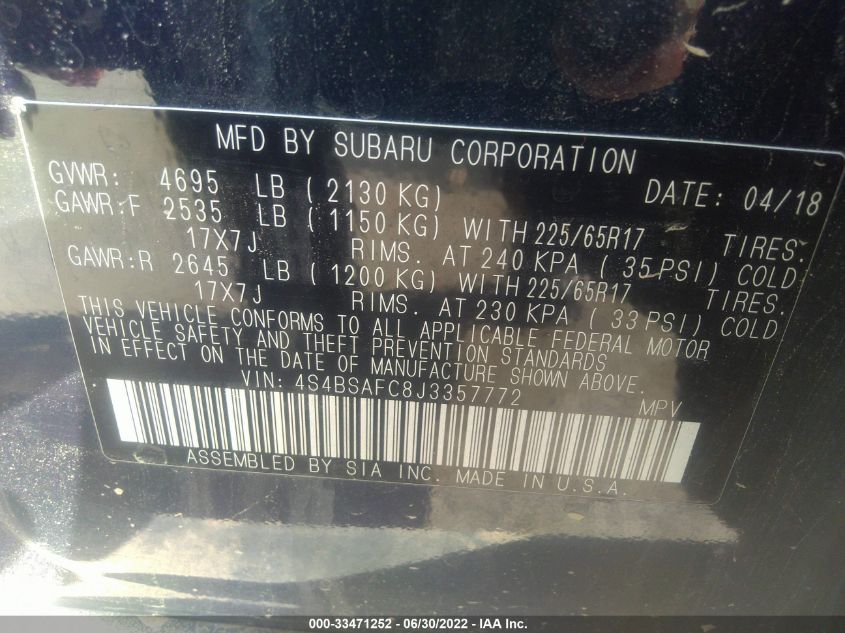 MFD BY SUBARU CORPORATION
GVWR: 4695 LB ( 2130 KG) DATE: 04/18
GAWR:F 2535 LB ( 1150 KG) WITH 225/65R17 TIRES.
17X7J RIMS. AT 240 KPA ( 35 PSI) COLD
GAWR:R 2645 LB ( 1200 KG) WITH 225/65R17 TIRES.
17X7J RIMS. AT 230 KPA ( 33 PSI) COLD
THIS VEHICLE CONFORMS TO ALL APPLICABLE FEDERAL MOTOR
VEHICLE SAFETY AND THEFT PREVENTION STANDARDS
IN EFFECT ON THE DATE OF MANUFACTURE SHOWN ABOVE.
VIN: 4S4BSAFC8J3357772 MPV
ASSEMBLED BY SIA INC. MADE IN U.S.A.
000-33471252 - 06/30/2022 - IAA Inc.